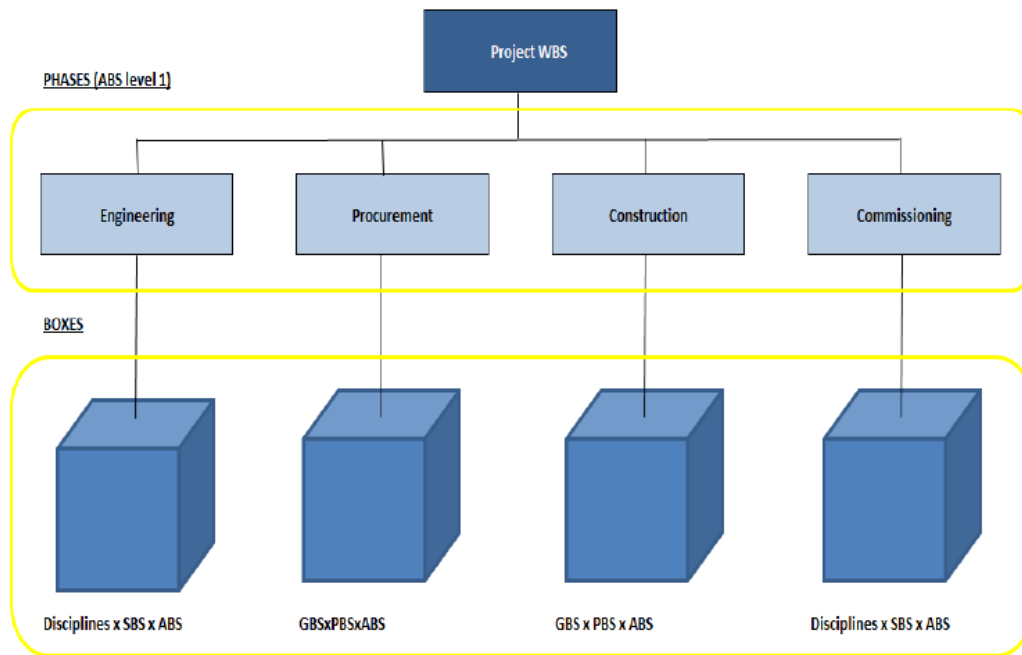 Project WBS
PHASES (ABS level 1)
Engineering
Procurement
Construction
Commissioning
BOXES
Disciplines x SBS x ABS
GBSxPBSxABS
GBS x PBS x ABS
Disciplines x SBS x ABS